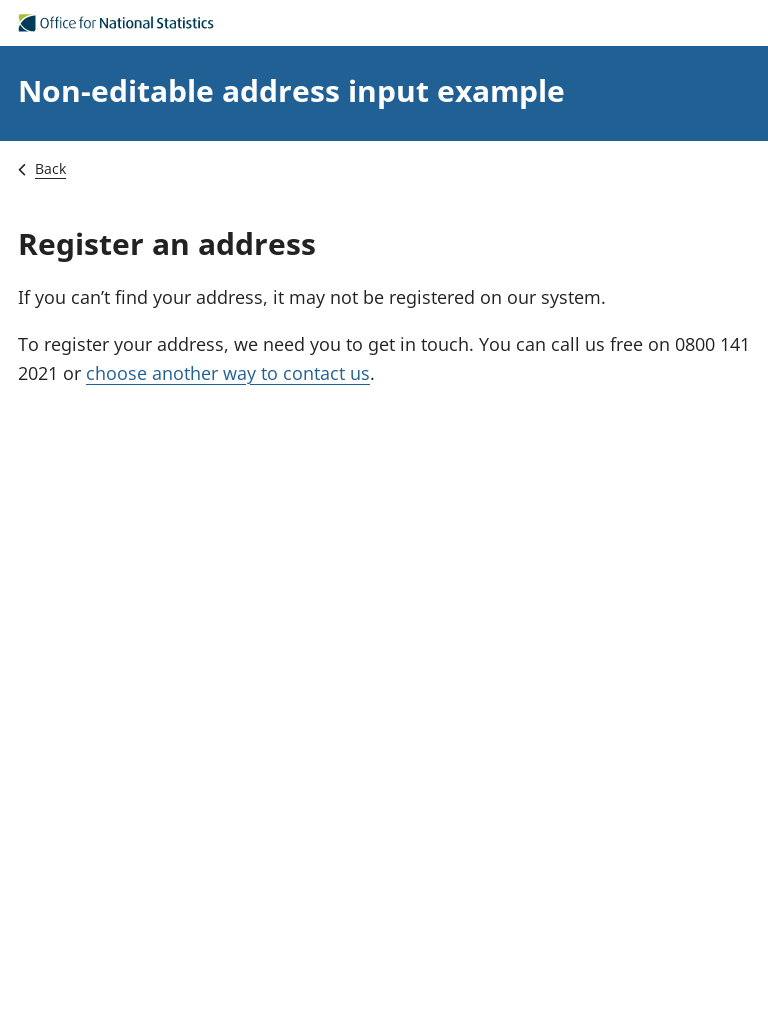 Office for National Statistics
Non-editable address input example
Back
Register an address
If you can’t find your address, it may not be registered on our system.
To register your address, we need you to get in touch. You can call us free on 0800 141
2021 or choose another way to contact us.